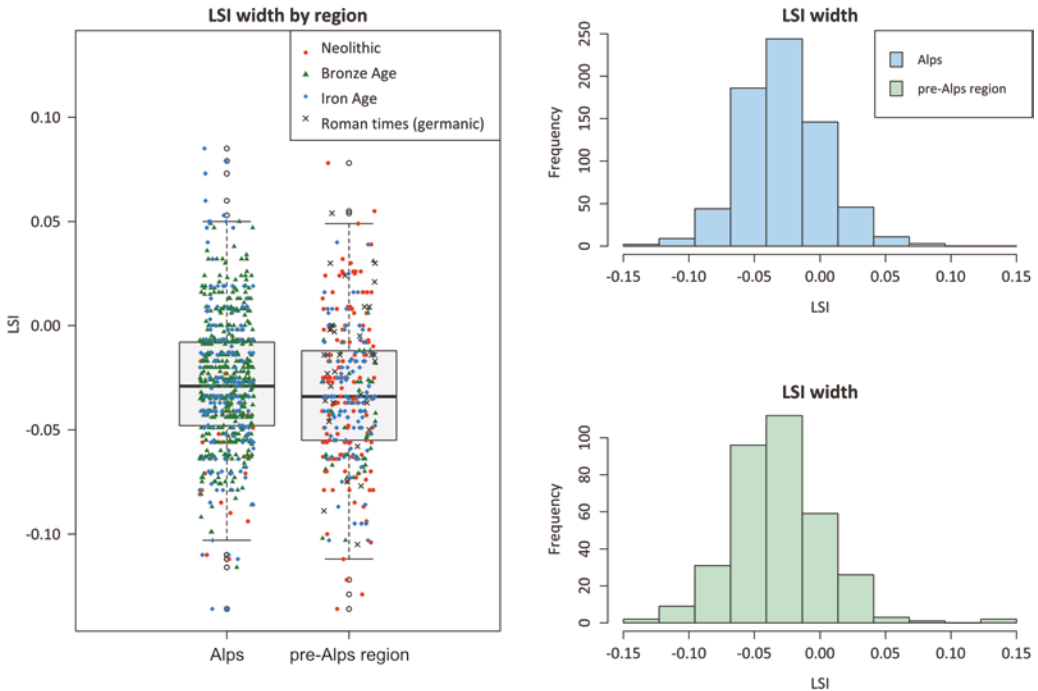 LSI width by region
Neolithic
Bronze Age
Iron Age
Roman times (germanic)
LSI
0.10
0.05
0.00
-0.05
-0.10
Alps
pre-Alps region
LSI width
Alps
pre-Alps region
Frequency
250
200
150
100
50
0
-0.15
-0.10
-0.05
0.00
0.05
0.10
0.15
LSI
LSI width
Frequency
100
80
60
40
20
0
-0.15
-0.10
-0.05
0.00
0.05
0.10
0.15
LSI